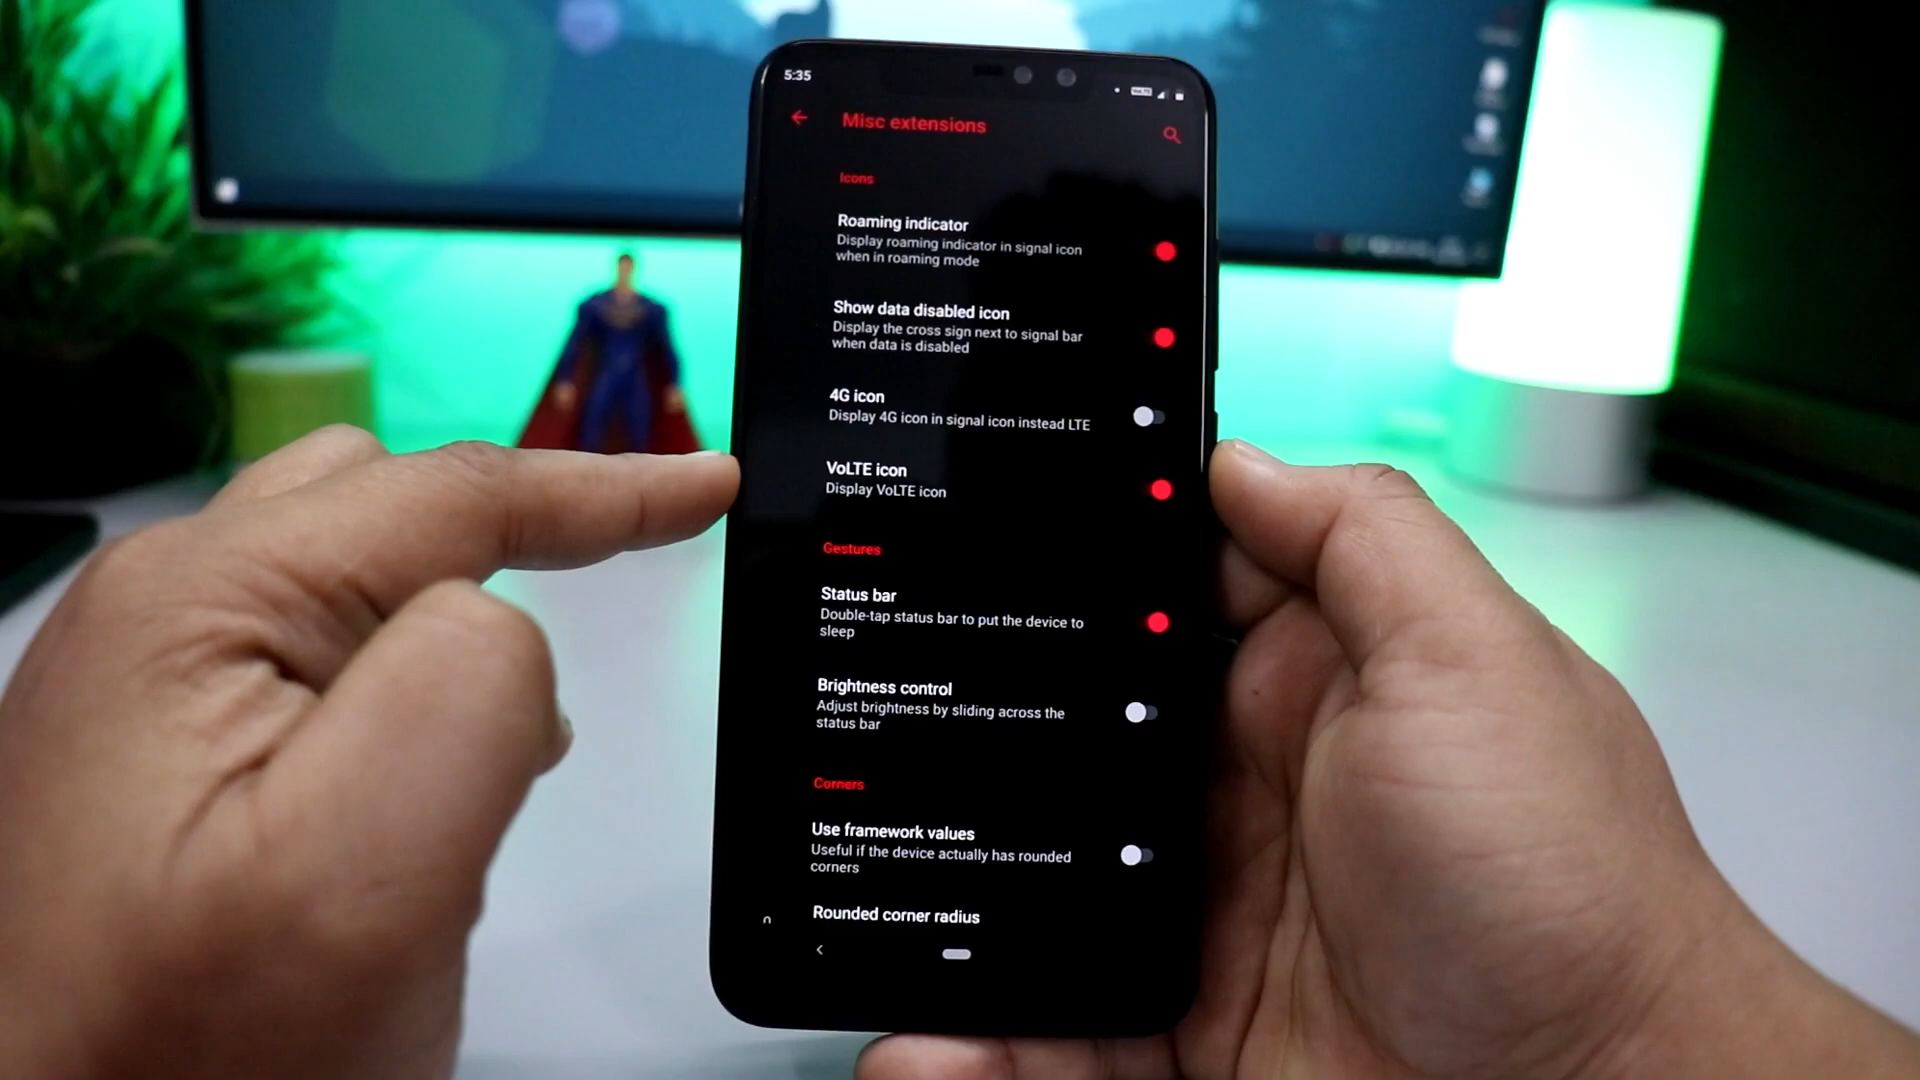 5:35
VoLTE
Misc extensions
Icons
Roaming indicator
Display roaming indicator in signal icon
when in roaming mode
Show data disabled icon
Display the cross sign next to signal bar
when data is disabled
4G icon
Display 4G icon in signal icon instead LTE
VoLTE icon
Display VoLTE icon
Gestures
Status bar
Double-tap status bar to put the device to
sleep
Brightness control
Adjust brightness by sliding across the
status bar
Corners
Use framework values
Useful if the device actually has rounded
corners
Rounded corner radius